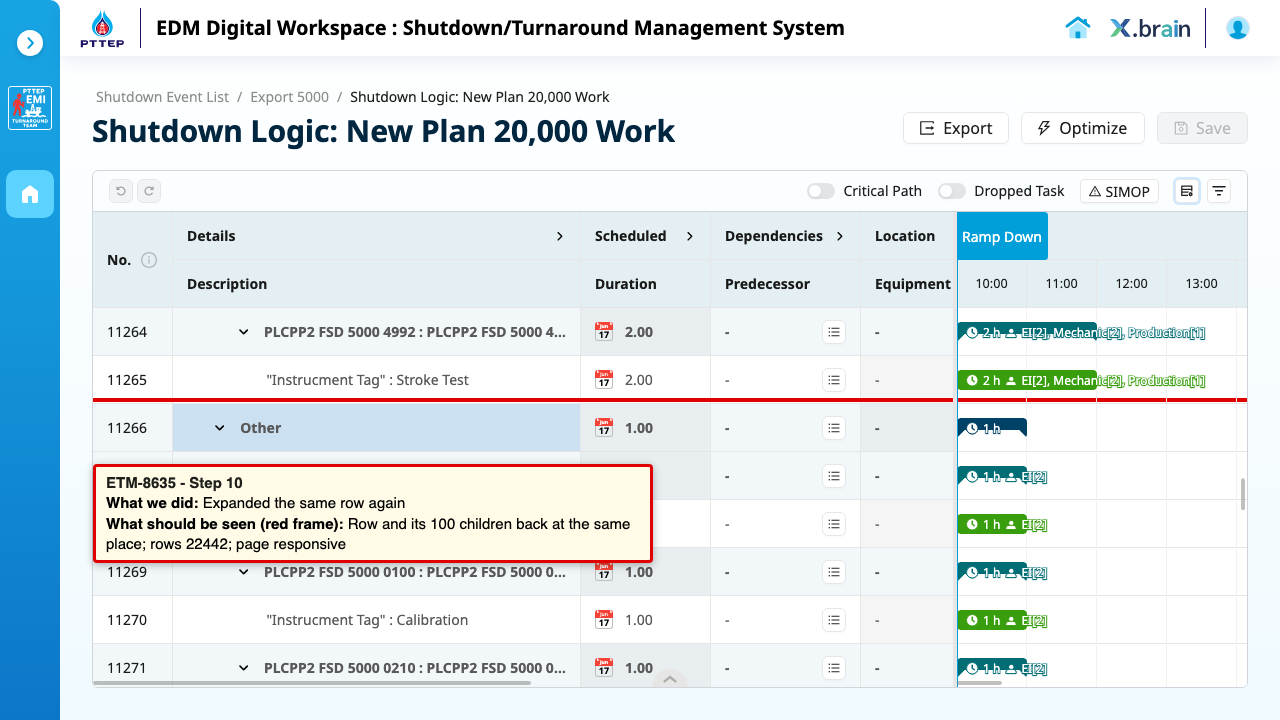 PTTEP
EDM Digital Workspace : Shutdown/Turnaround Management System
X.brain
PTTEP
EMI
TURNAROUND
TEAM
Shutdown Event List / Export 5000 / Shutdown Logic: New Plan 20,000 Work
Shutdown Logic: New Plan 20,000 Work
Export
Optimize
Save
Critical Path
Dropped Task
SIMOP
No.
Details
Scheduled
Dependencies
Location
Ramp Down
Description
Duration
Predecessor
Equipment
10:00 11:00 12:00 13:00
11264 PLCPP2 FSD 5000 4992 : PLCPP2 FSD 5000 4... 2.00 - - 2 h EI[2], Mechanic[2], Production[1]
11265 "Instrucment Tag" : Stroke Test 2.00 - - 2 h EI[2], Mechanic[2], Production[1]
11266 Other 1.00 - - 1 h
- - 1 h EI[2]
- - 1 h EI[2]
ETM-8635 - Step 10
What we did: Expanded the same row again
What should be seen (red frame): Row and its 100 children back at the same
place; rows 22442; page responsive
11269 PLCPP2 FSD 5000 0100 : PLCPP2 FSD 5000 0... 1.00 - - 1 h EI[2]
11270 "Instrucment Tag" : Calibration 1.00 - - 1 h EI[2]
11271 PLCPP2 FSD 5000 0210 : PLCPP2 FSD 5000 0... 1.00 - - 1 h EI[2]